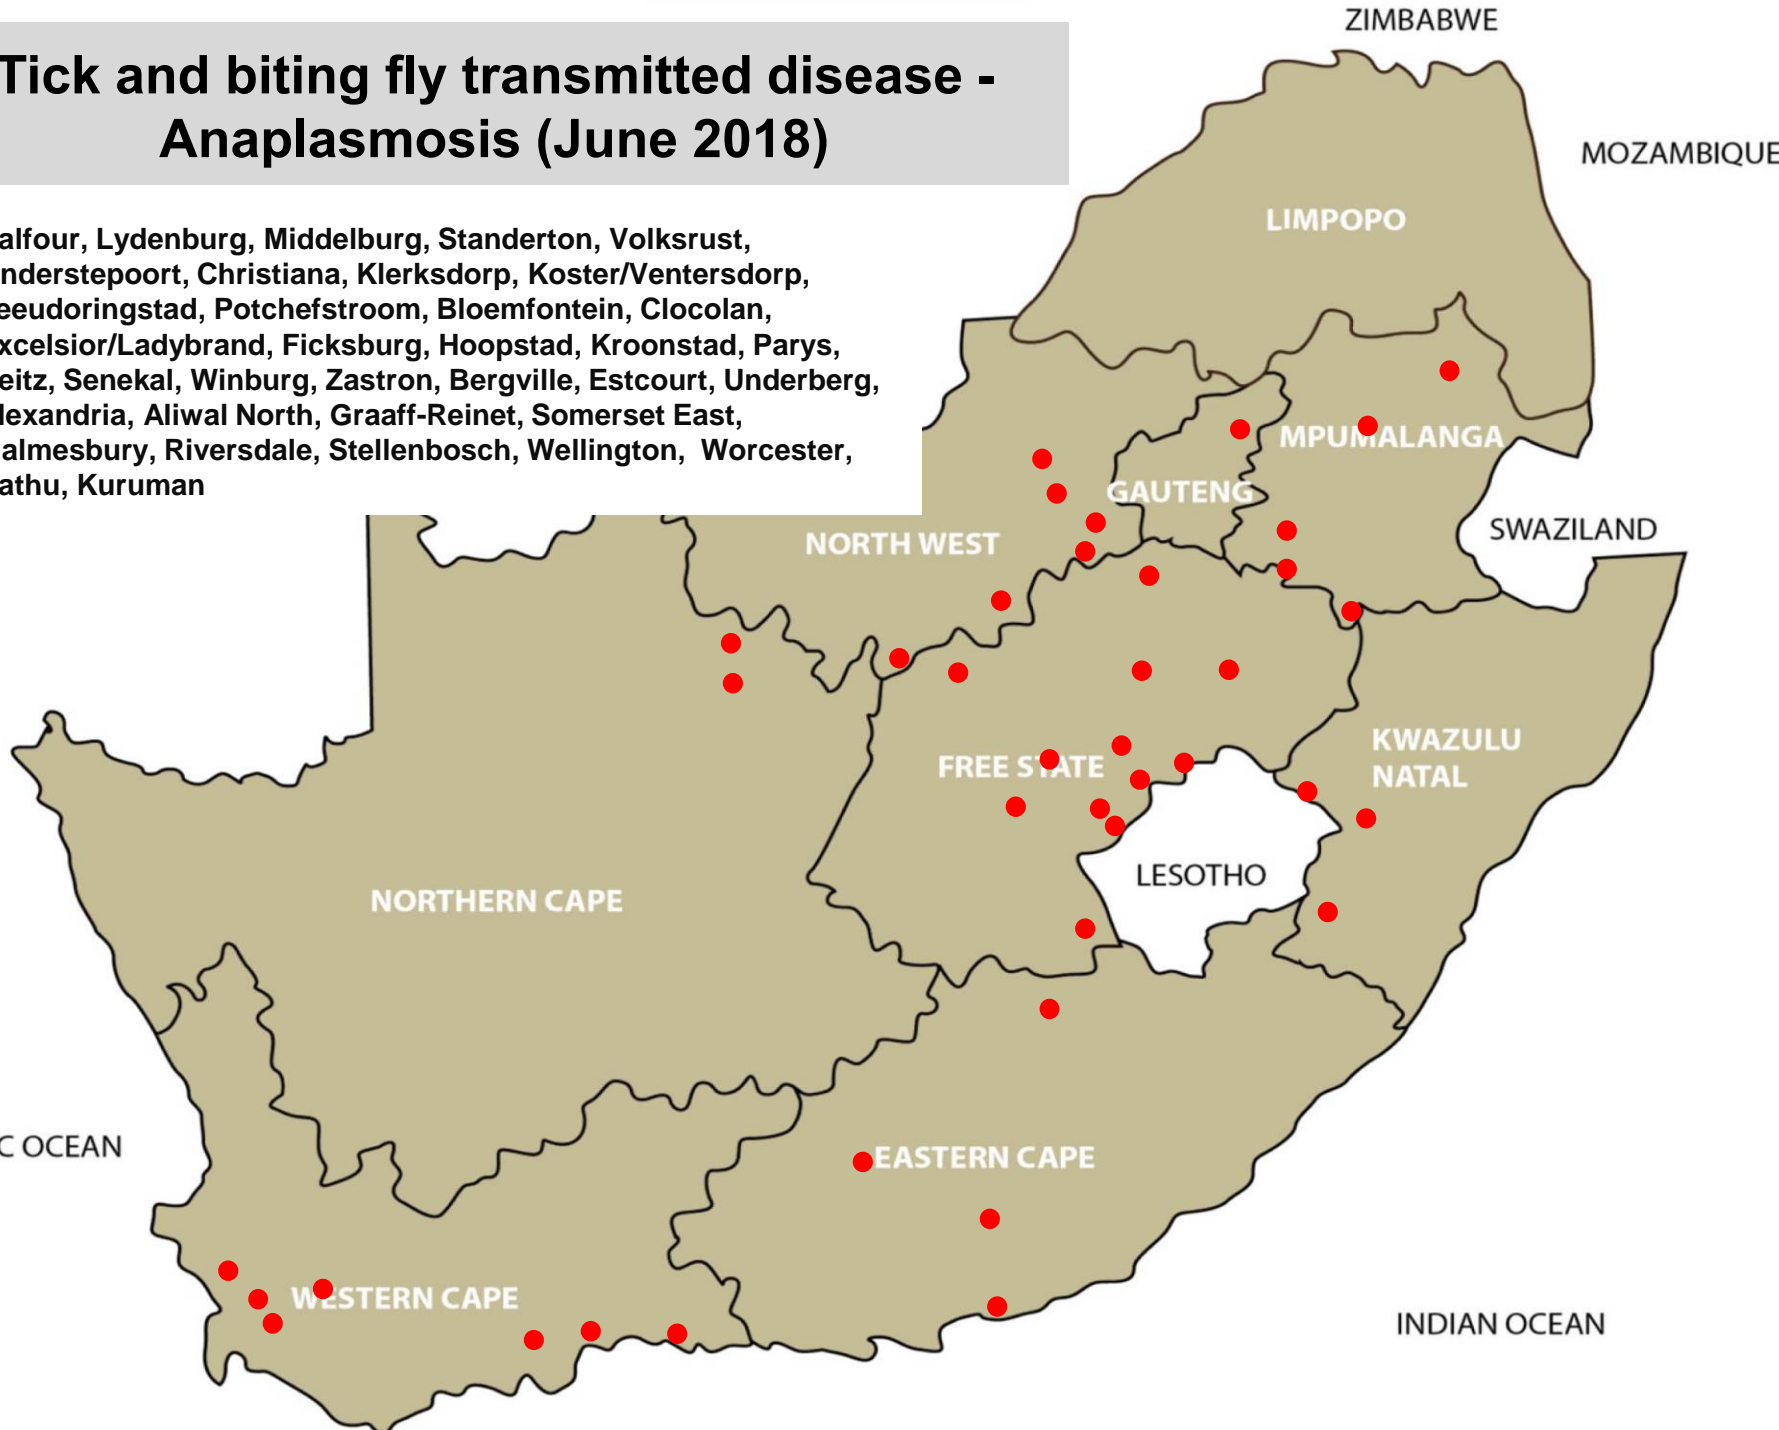 ZIMBABWE
Tick and biting fly transmitted disease -
Anaplasmosis (June 2018)
MOZAMBIQUE
LIMPOPO
alfour, Lydenburg, Middelburg, Standerton, Volksrust,
nderstepoort, Christiana, Klerksdorp, Koster/Ventersdorp,
eeudoringstad, Potchefstroom, Bloemfontein, Clocolan,
xcelsior/Ladybrand, Ficksburg, Hoopstad, Kroonstad, Parys,
eitz, Senekal, Winburg, Zastron, Bergville, Estcourt, Underberg,
lexandria, Aliwal North, Graaff-Reinet, Somerset East,
almesbury, Riversdale, Stellenbosch, Wellington, Worcester,
athu, Kuruman
MPUMALANGA
GAUTENG
NORTH WEST
SWAZILAND
FREE STATE
KWAZULU
NATAL
LESOTHO
NORTHERN CAPE
C OCEAN
EASTERN CAPE
WESTERN CAPE
INDIAN OCEAN